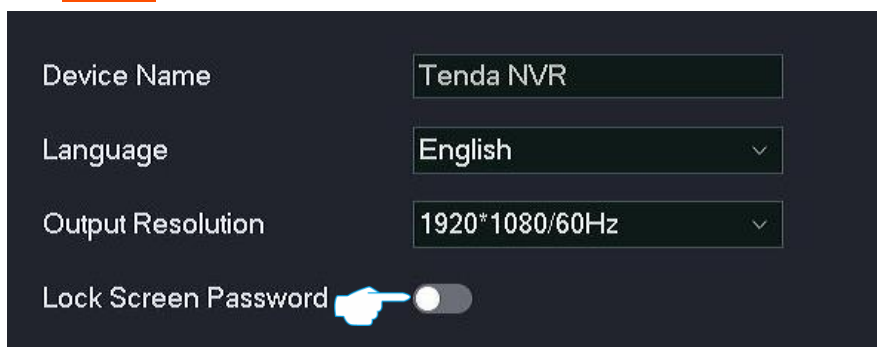 Device Name Tenda NVR
Language English
Output Resolution 1920*1080/60Hz
Lock Screen Password